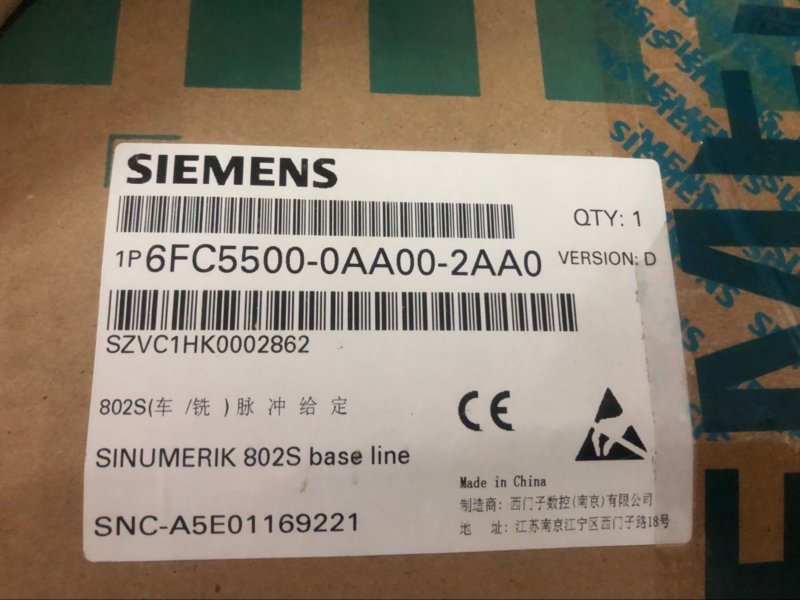 SIEMENS
QTY: 1
1P 6FC5500-0AA00-2AA0 VERSION: D
SZVC1HK0002862
802S(车 /铣 )脉 冲 给 定
SINUMERIK 802S base line
SNC-A5E01169221
Made in China
制造商: 西门子数控(南京)有限公司
地 址: 江苏南京江宁区西门子路18号
SIEMENS
SIEMENS